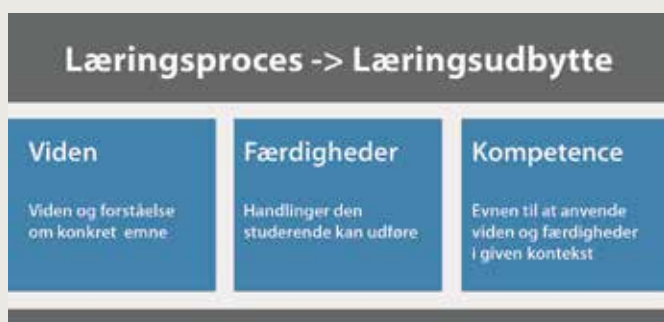 Læringsproces -> Læringsudbytte
Viden
Viden og forståelse
om konkret emne
Færdigheder
Handlinger den
studerende kan udføre
Kompetence
Evnen til at anvende
viden og færdigheder
i given kontekst